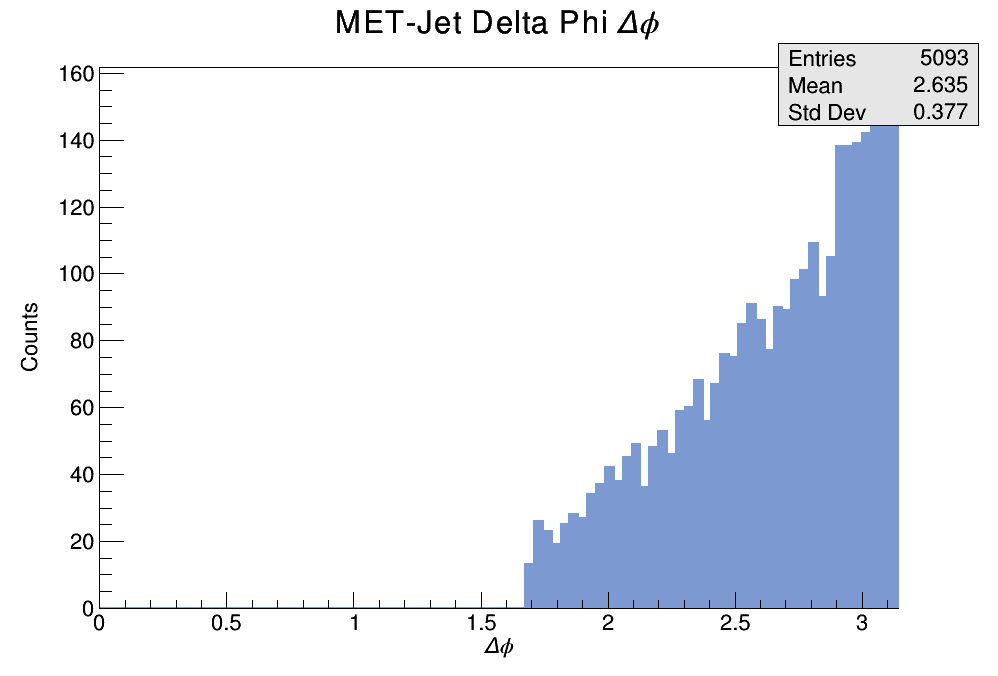 MET-Jet Delta Phi Δϕ
Entries 5093
Mean 2.635
Std Dev 0.377
160
140
120
100
80
60
40
20
0
Counts
0 0.5 1 1.5 2 2.5 3
Δϕ